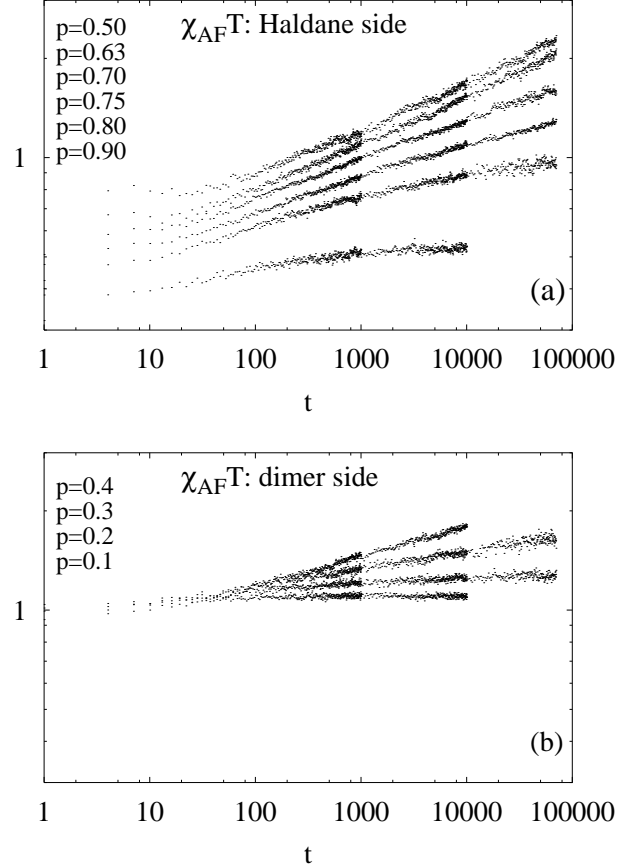 χAFT: Haldane side
p=0.50
p=0.63
p=0.70
p=0.75
p=0.80
p=0.90
1
(a)
1 10 100 1000 10000 100000
t
χAFT: dimer side
p=0.4
p=0.3
p=0.2
p=0.1
1
(b)
1 10 100 1000 10000 100000
t